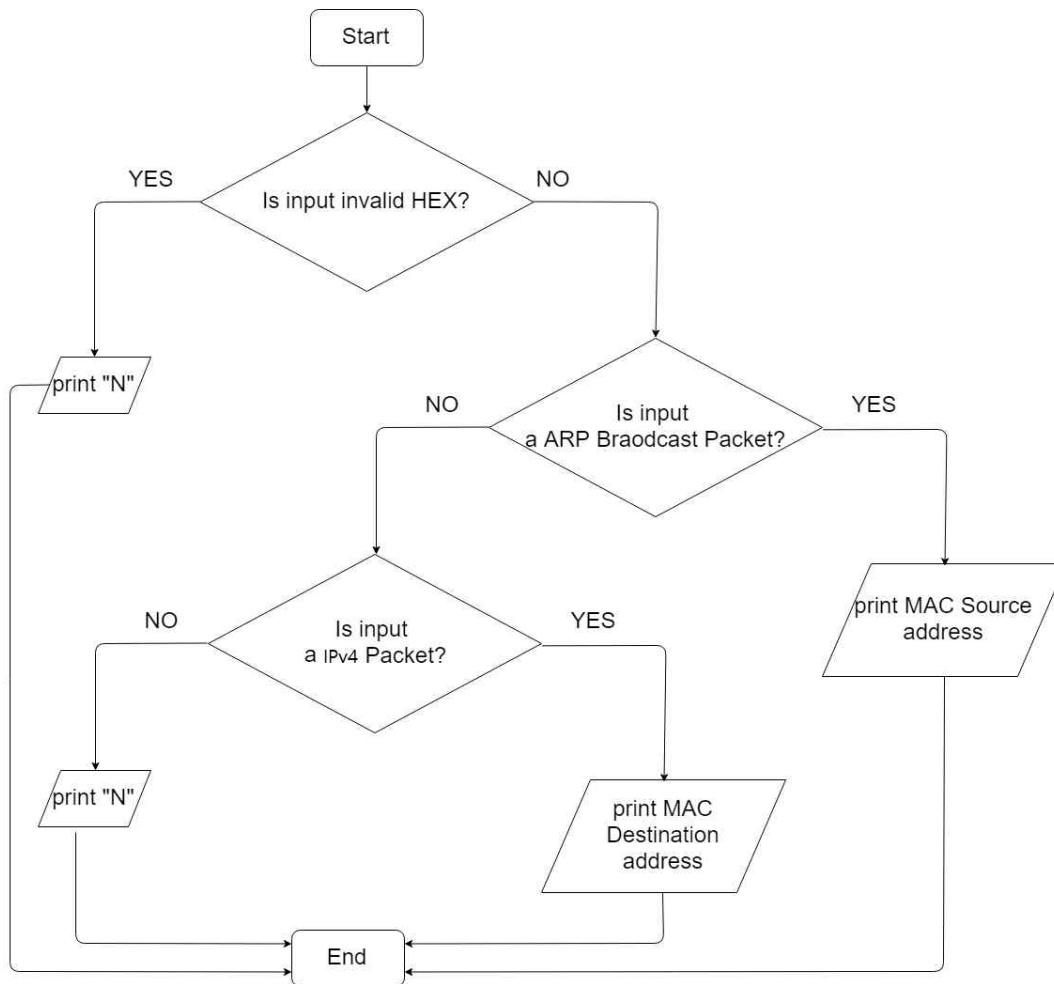 Start
YES
NO
Is input invalid HEX?
print "N"
NO
YES
Is input
a ARP Braodcast Packet?
NO
YES
Is input
a IPv4 Packet?
print MAC Source
address
print "N"
print MAC
Destination
address
End